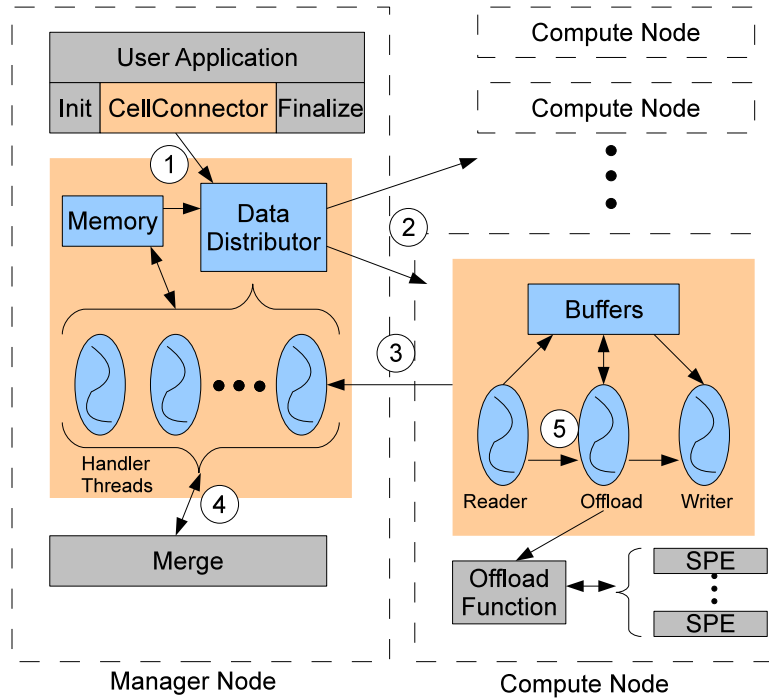 User Application
Init
CellConnector
Finalize
1
Memory
Data
Distributor
Handler
Threads
4
Merge
Manager Node
2
3
Compute Node
Compute Node
Buffers
5
Reader
Offload
Writer
Offload
Function
SPE
SPE
Compute Node